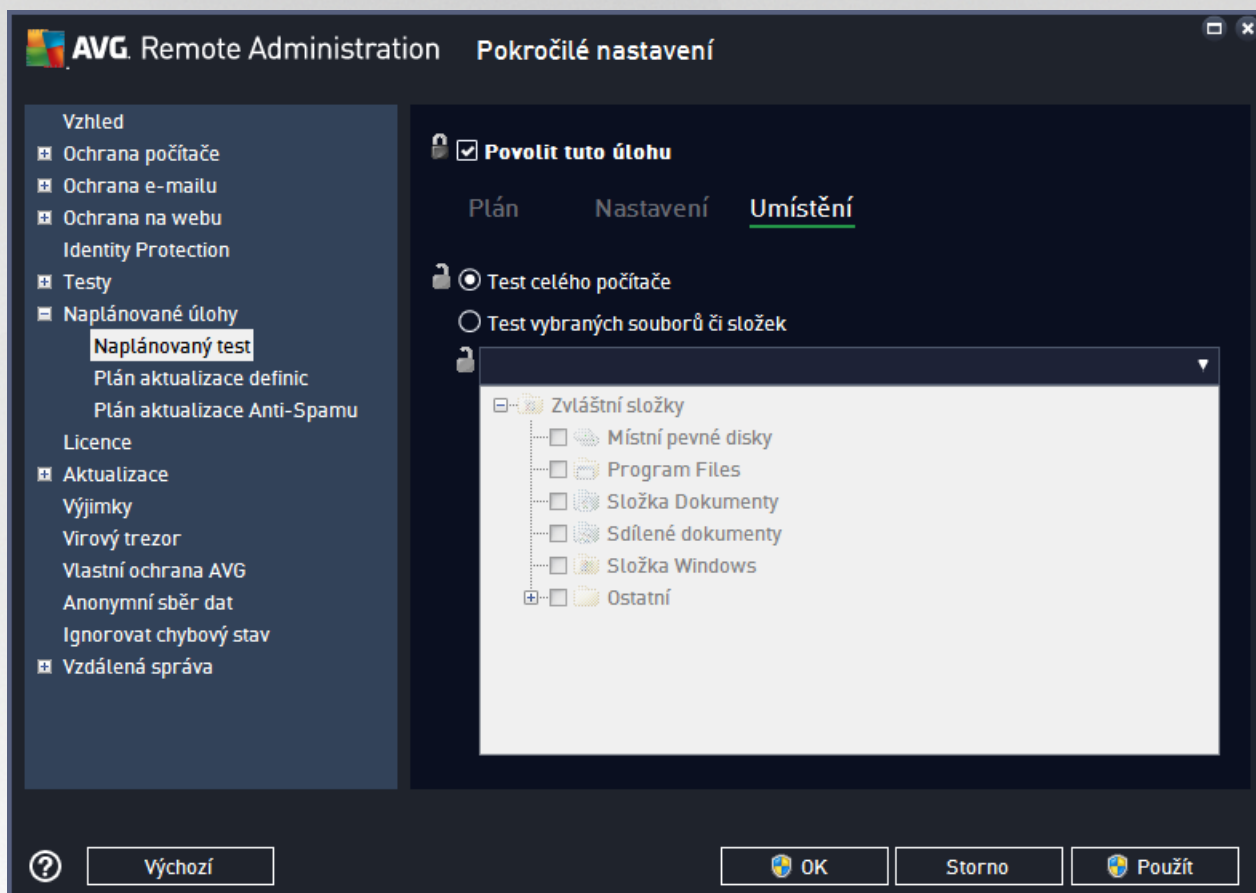 AVG. Remote Administration Pokročilé nastavení
Vzhled
Ochrana počítače
Ochrana e-mailu
Ochrana na webu
Identity Protection
Testy
Naplánované úlohy
Naplánovaný test
Plán aktualizace definic
Plán aktualizace Anti-Spamu
Licence
Aktualizace
Výjimky
Virový trezor
Vlastní ochrana AVG
Anonymní sběr dat
Ignorovat chybový stav
Vzdálená správa
Povolit tuto úlohu
Plán Nastavení Umístění
Test celého počítače
Test vybraných souborů či složek
Zvláštní složky
Místní pevné disky
Program Files
Složka Dokumenty
Sdílené dokumenty
Složka Windows
Ostatní
? Výchozí OK Storno Použít